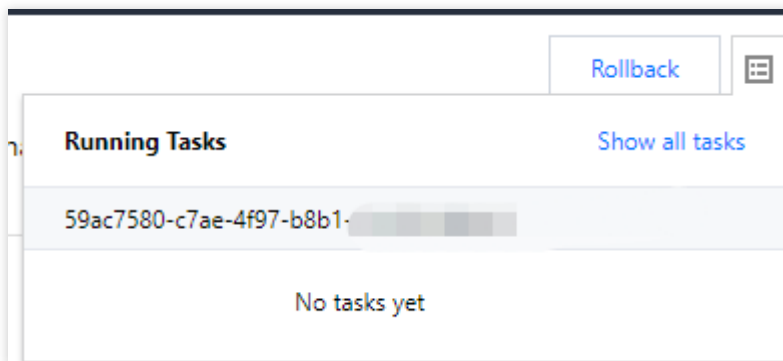 Rollback
Running Tasks
Show all tasks
59ac7580-c7ae-4f97-b8b1-
No tasks yet